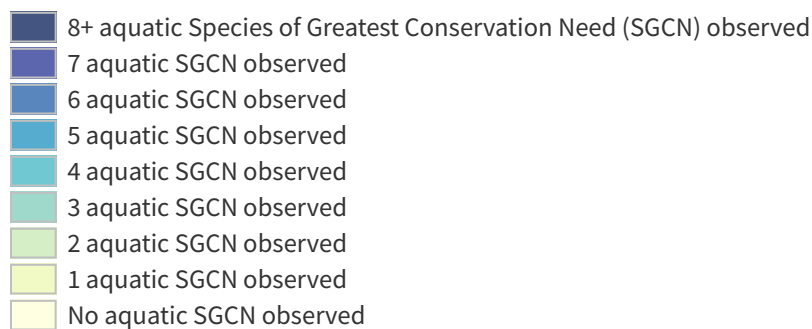 8+ aquatic Species of Greatest Conservation Need (SGCN) observed
7 aquatic SGCN observed
6 aquatic SGCN observed
5 aquatic SGCN observed
4 aquatic SGCN observed
3 aquatic SGCN observed
2 aquatic SGCN observed
1 aquatic SGCN observed
No aquatic SGCN observed